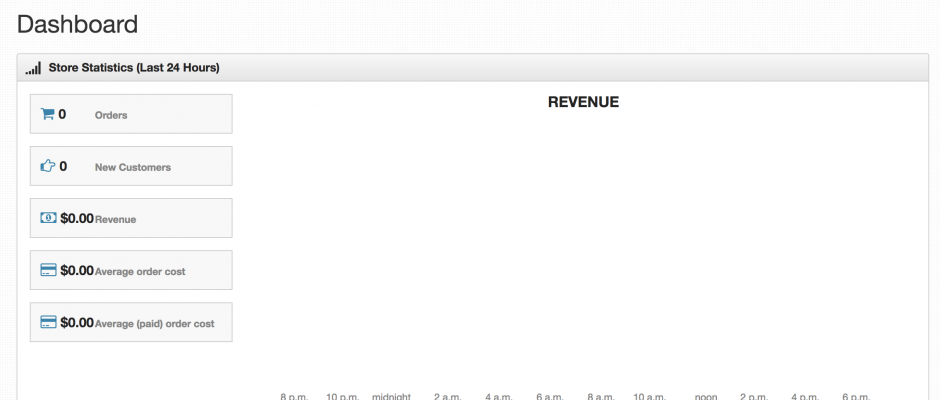 Dashboard
Store Statistics (Last 24 Hours)
0 Orders
0 New Customers
$0.00 Revenue
$0.00 Average order cost
$0.00 Average (paid) order cost
REVENUE
8 p.m. 10 p.m. midnight 2 a.m. 4 a.m. 6 a.m. 8 a.m. 10 a.m. noon 2 p.m. 4 p.m. 6 p.m.